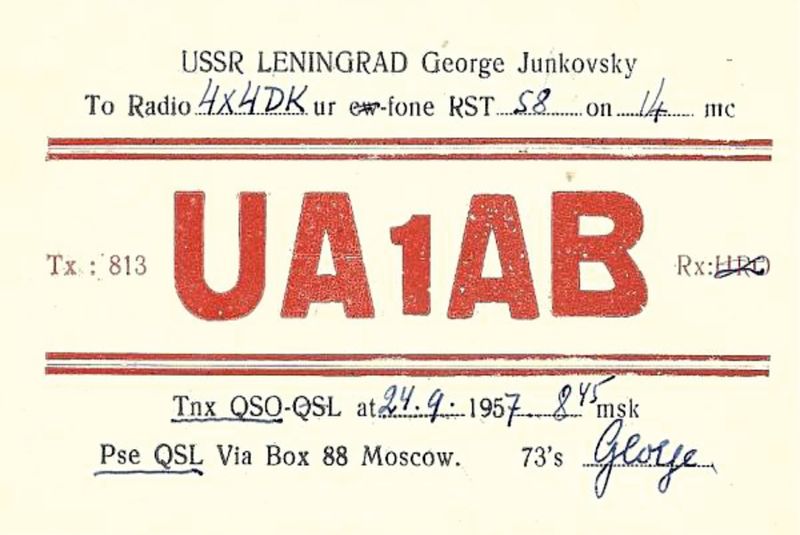 USSR LENINGRAD George Junkovsky
To Radio 4X4DK ur cw-fone RST 58 on 14 mc
Tx: 813 UA1AB Rx: HRO
Tnx QSO-QSL at 24.9. 1957. 8 45 msk
Pse QSL Via Box 88 Moscow. 73's George